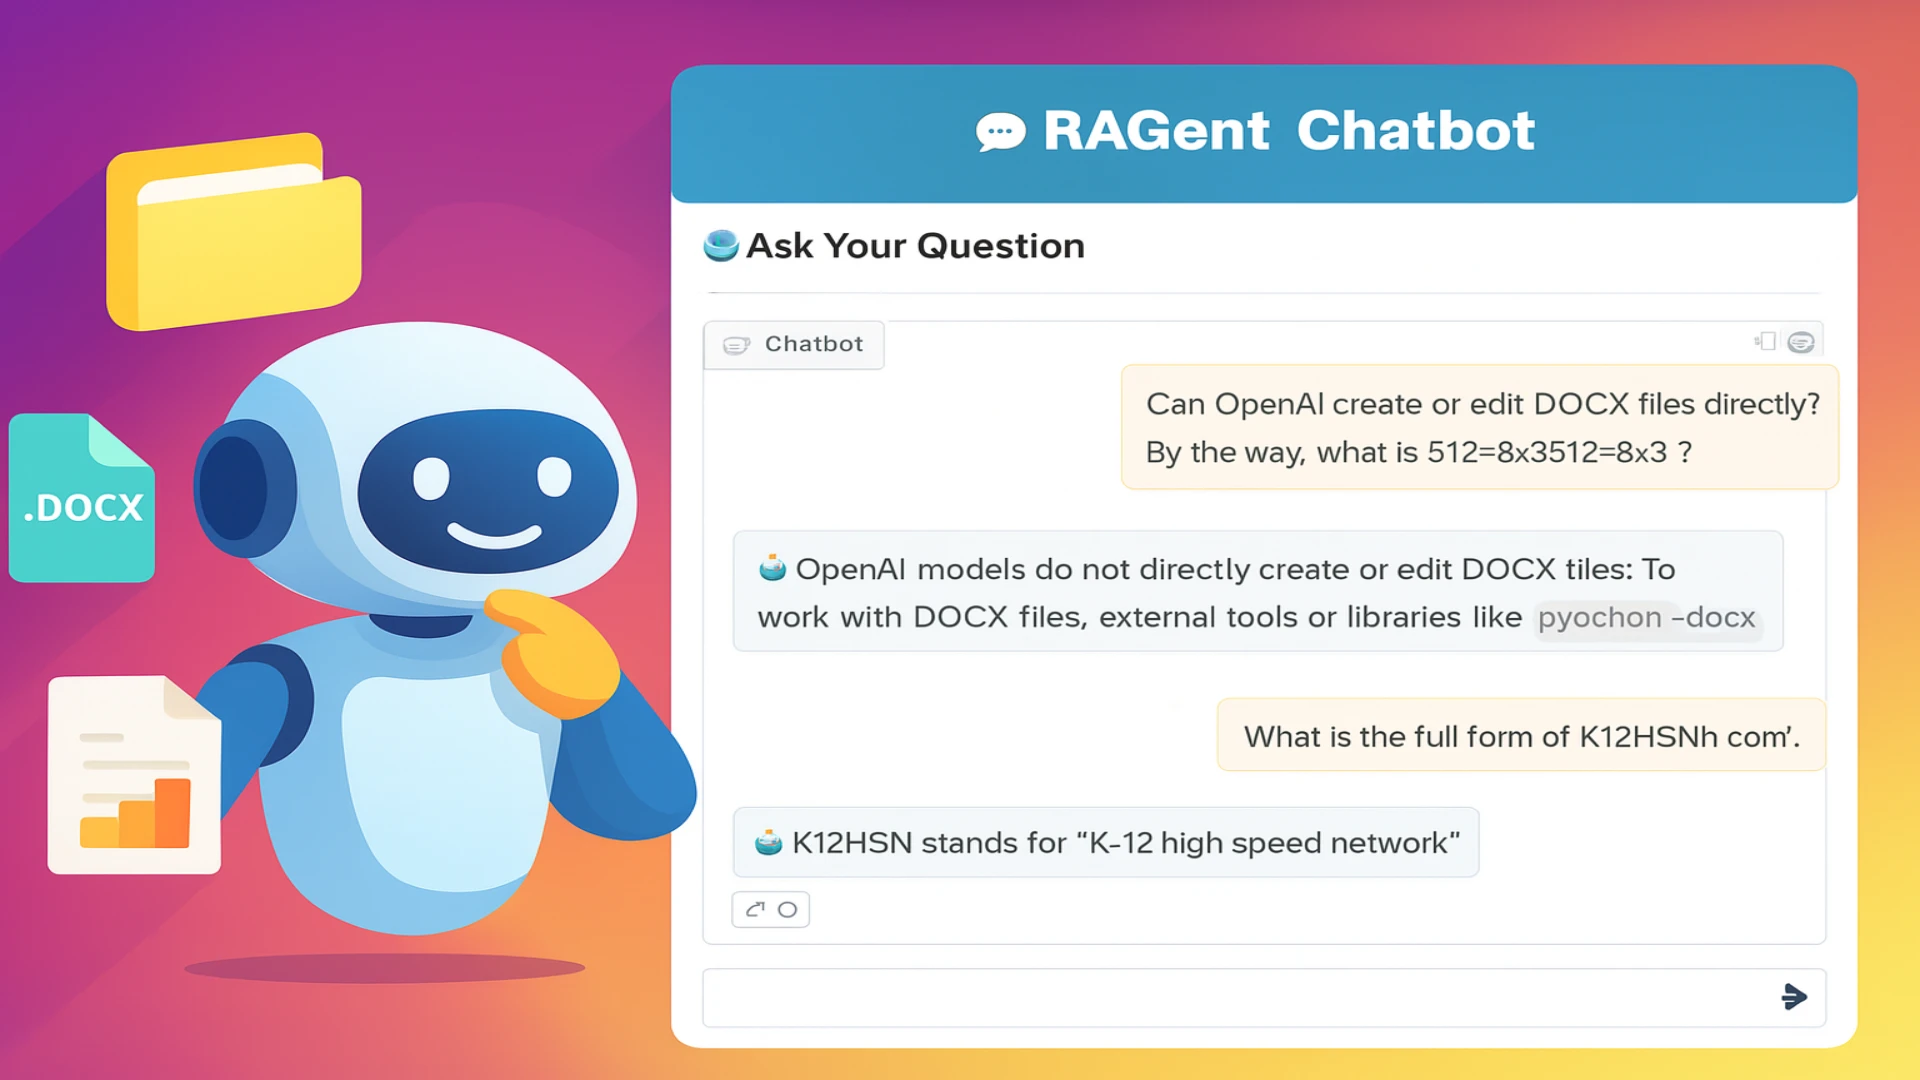 RAGent Chatbot
Ask Your Question
Chatbot
Can OpenAI create or edit DOCX files directly?
By the way, what is 512=8x3512=8x3 ?
OpenAI models do not directly create or edit DOCX tiles: To
work with DOCX files, external tools or libraries like pyochon -docx
What is the full form of K12HSNh com'.
K12HSN stands for “K-12 high speed network"
.DOCX